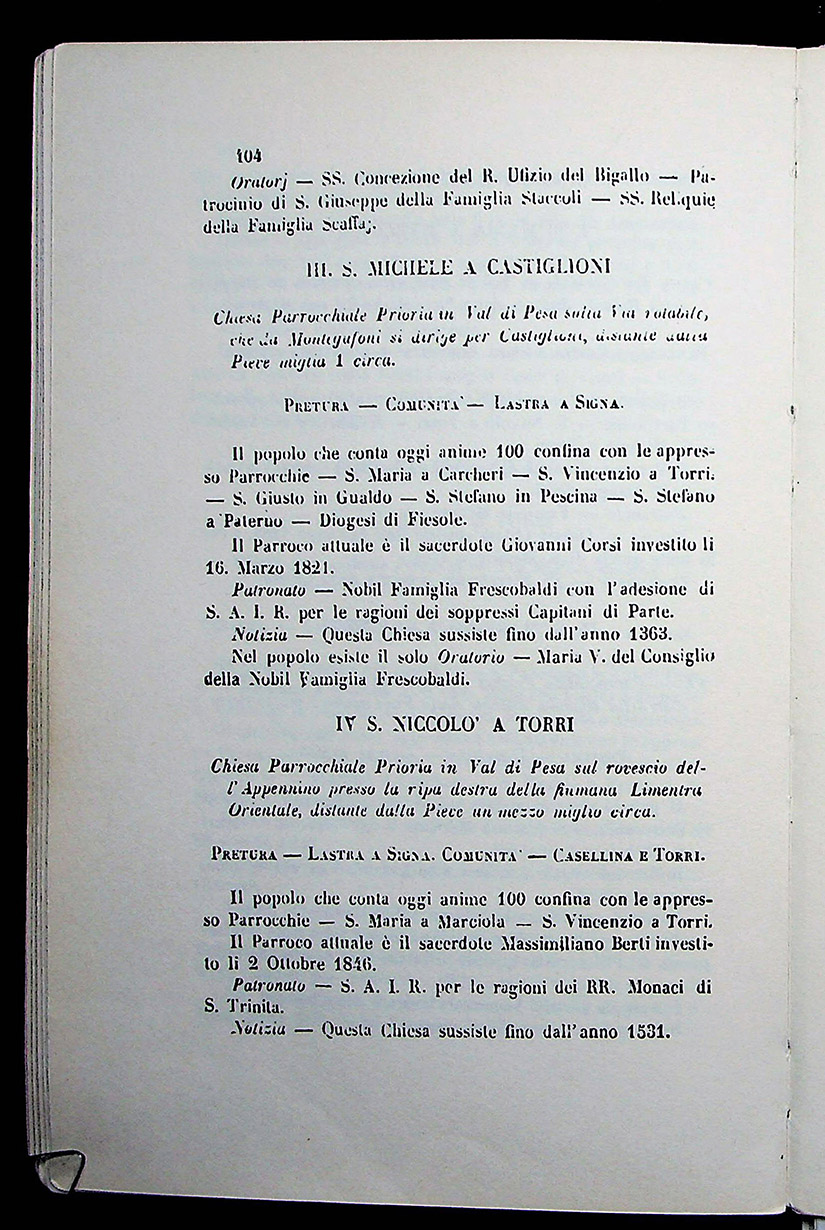 104
Oratorj — SS. Concezione del R. Ufizio del Bigallo — Pa-
trocinio di S. Giuseppe della Famiglia Staccoli — SS. Reliquie
della Famiglia Scaffaj.
III. S. MICHELE A CASTIGLIONI
Chiesa Parrocchiale Prioria in Val di Pesa sulla Via rotabile,
che da Montegufoni si dirige per Castiglioni, distante dalla
Pieve miglia 1 circa.
PRETURA — COMUNITA' — LASTRA A SIGNA.
Il popolo che conta oggi anime 100 confina con le appres-
so Parrocchie — S. Maria a Carcheri — S. Vincenzio a Torri.
— S. Giusto in Gualdo — S. Stefano in Pescina — S. Stefano
a Paterno — Diogesi di Fiesole.
Il Parroco attuale è il sacerdote Giovanni Corsi investito li
16. Marzo 1821.
Patronato — Nobil Famiglia Frescobaldi con l'adesione di
S. A. I. R. per le ragioni dei soppressi Capitani di Parte.
Notizia — Questa Chiesa sussiste fino dall'anno 1363.
Nel popolo esiste il solo Oratorio — Maria V. del Consiglio
della Nobil Famiglia Frescobaldi.
IV S. NICCOLO' A TORRI
Chiesa Parrocchiale Prioria in Val di Pesa sul rovescio del-
l'Appennino presso la ripa destra della fiumana Limentra
Orientale, distante dalla Pieve un mezzo miglio circa.
PRETURA — LASTRA A SIGNA. COMUNITA' — CASELLINA E TORRI.
Il popolo che conta oggi anime 100 confina con le appres-
so Parrocchie — S. Maria a Marciola — S. Vincenzio a Torri.
Il Parroco attuale è il sacerdote Massimiliano Berti investi-
to li 2 Ottobre 1846.
Patronato — S. A. I. R. per le ragioni dei RR. Monaci di
S. Trinita.
Notizia — Questa Chiesa sussiste fino dall'anno 1531.